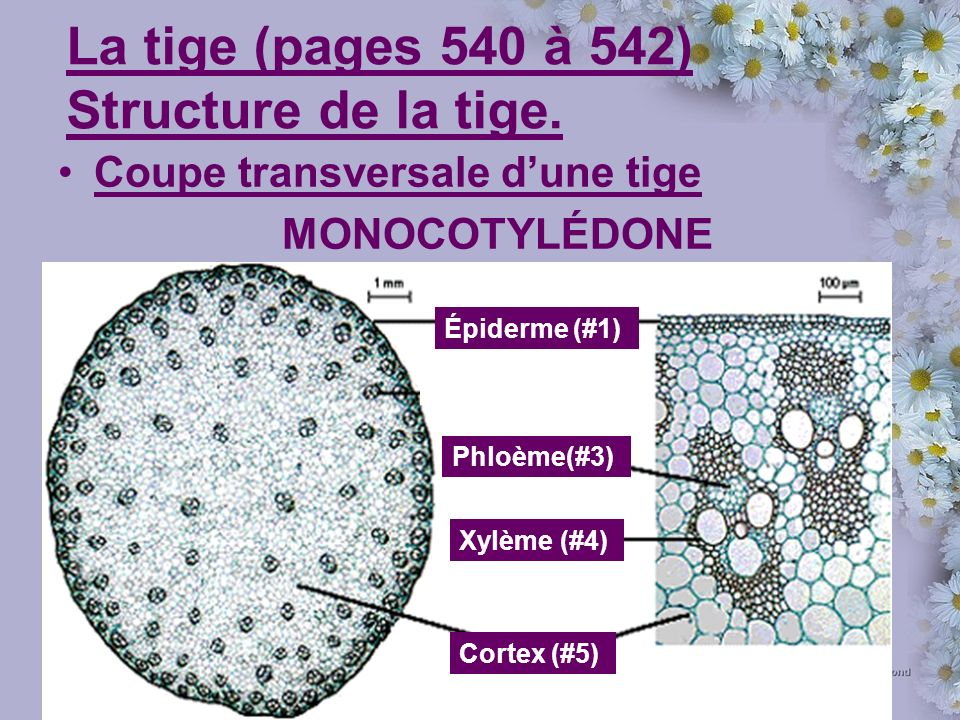 La tige (pages 540 à 542)
Structure de la tige.
• Coupe transversale d’une tige
MONOCOTYLÉDONE
1 mm
100 µm
Épiderme (#1)
Phloème(#3)
Xylème (#4)
Cortex (#5)